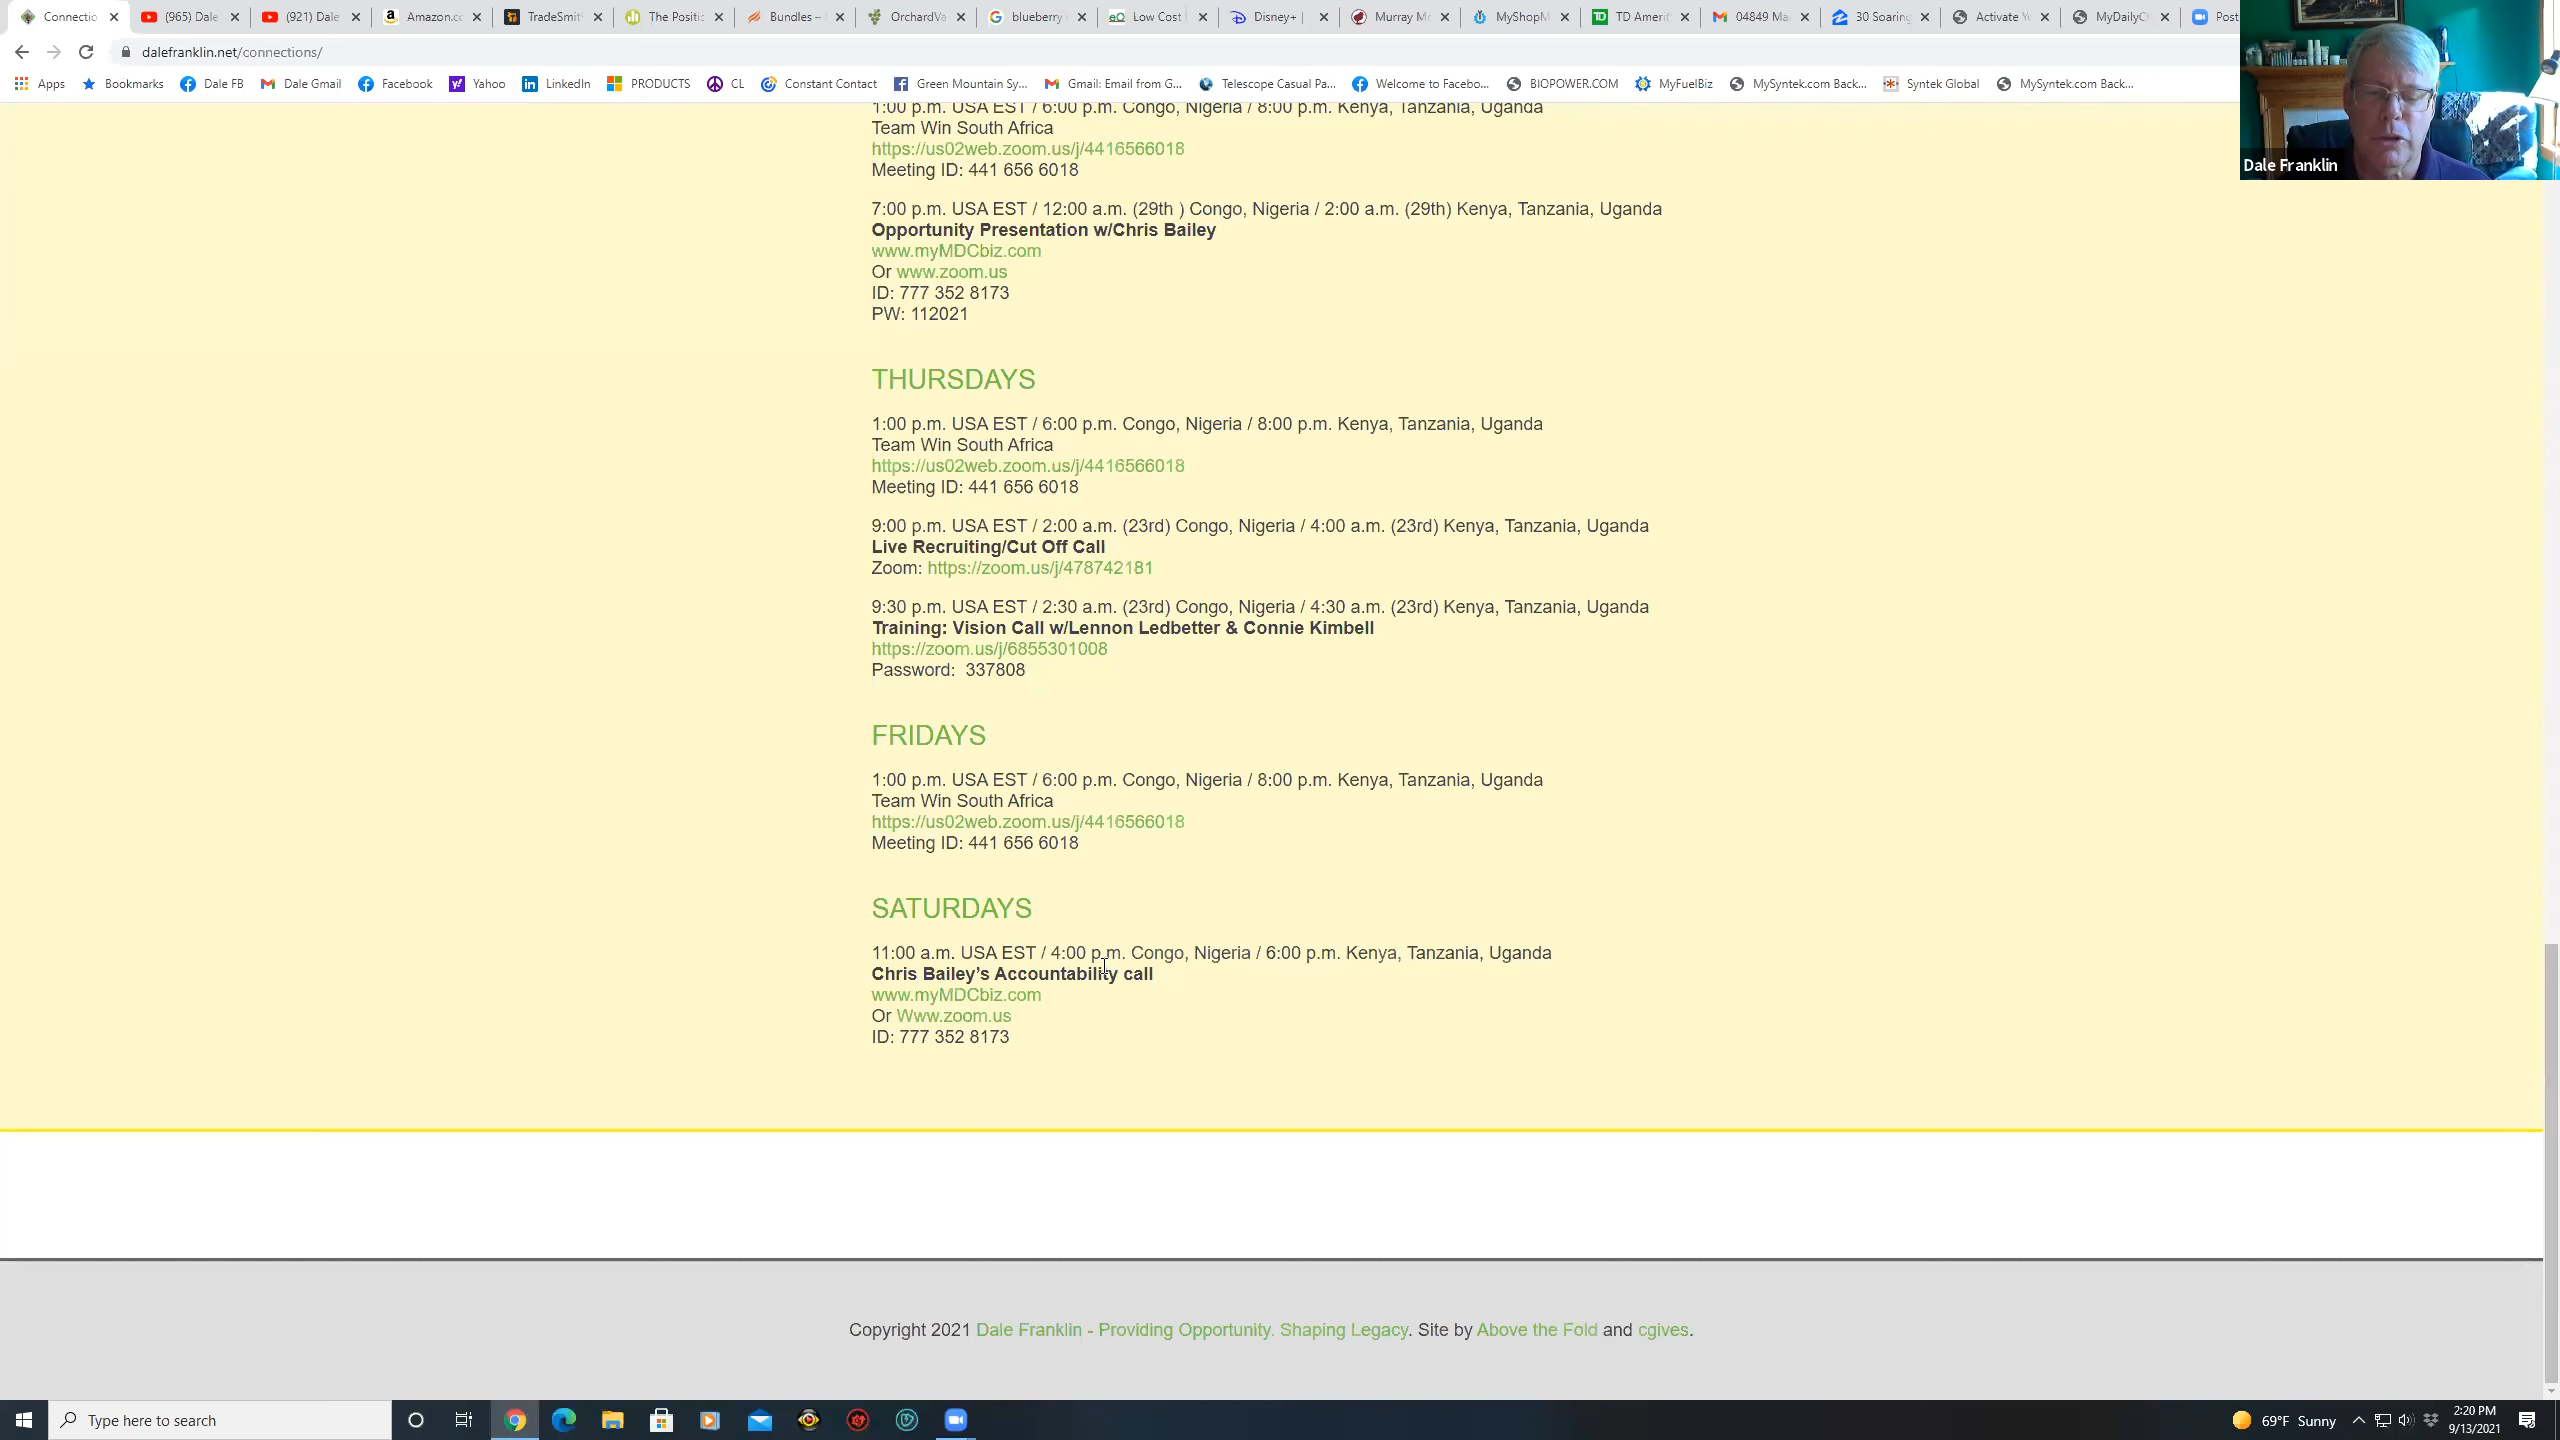 Connectio
(965) Dale
(921) Dale
Amazon.co
TradeSmit
The Positic
Bundles –
OrchardVa
blueberry
Low Cost
Disney+ |
Murray Mc
MyShopM
TD Amerit
04849 Ma
30 Soaring
Activate Y
MyDailyCh
Post
dalefranklin.net/connections/
Apps
Bookmarks
Dale FB
Dale Gmail
Facebook
Yahoo
LinkedIn
PRODUCTS
CL
Constant Contact
Green Mountain Sy...
Gmail: Email from G...
Telescope Casual Pa...
Welcome to Facebo...
BIOPOWER.COM
MyFuelBiz
MySyntek.com Back...
Syntek Global
MySyntek.com Back...
Dale Franklin
1:00 p.m. USA EST / 6:00 p.m. Congo, Nigeria / 8:00 p.m. Kenya, Tanzania, Uganda
Team Win South Africa
https://us02web.zoom.us/j/4416566018
Meeting ID: 441 656 6018
7:00 p.m. USA EST / 12:00 a.m. (29th ) Congo, Nigeria / 2:00 a.m. (29th) Kenya, Tanzania, Uganda
Opportunity Presentation w/Chris Bailey
www.myMDCbiz.com
Or www.zoom.us
ID: 777 352 8173
PW: 112021
THURSDAYS
1:00 p.m. USA EST / 6:00 p.m. Congo, Nigeria / 8:00 p.m. Kenya, Tanzania, Uganda
Team Win South Africa
https://us02web.zoom.us/j/4416566018
Meeting ID: 441 656 6018
9:00 p.m. USA EST / 2:00 a.m. (23rd) Congo, Nigeria / 4:00 a.m. (23rd) Kenya, Tanzania, Uganda
Live Recruiting/Cut Off Call
Zoom: https://zoom.us/j/478742181
9:30 p.m. USA EST / 2:30 a.m. (23rd) Congo, Nigeria / 4:30 a.m. (23rd) Kenya, Tanzania, Uganda
Training: Vision Call w/Lennon Ledbetter & Connie Kimbell
https://zoom.us/j/6855301008
Password:  337808
FRIDAYS
1:00 p.m. USA EST / 6:00 p.m. Congo, Nigeria / 8:00 p.m. Kenya, Tanzania, Uganda
Team Win South Africa
https://us02web.zoom.us/j/4416566018
Meeting ID: 441 656 6018
SATURDAYS
11:00 a.m. USA EST / 4:00 p.m. Congo, Nigeria / 6:00 p.m. Kenya, Tanzania, Uganda
Chris Bailey’s Accountability call
www.myMDCbiz.com
Or Www.zoom.us
ID: 777 352 8173
Copyright 2021 Dale Franklin - Providing Opportunity. Shaping Legacy. Site by Above the Fold and cgives.
Type here to search
69°F Sunny
2:20 PM
9/13/2021